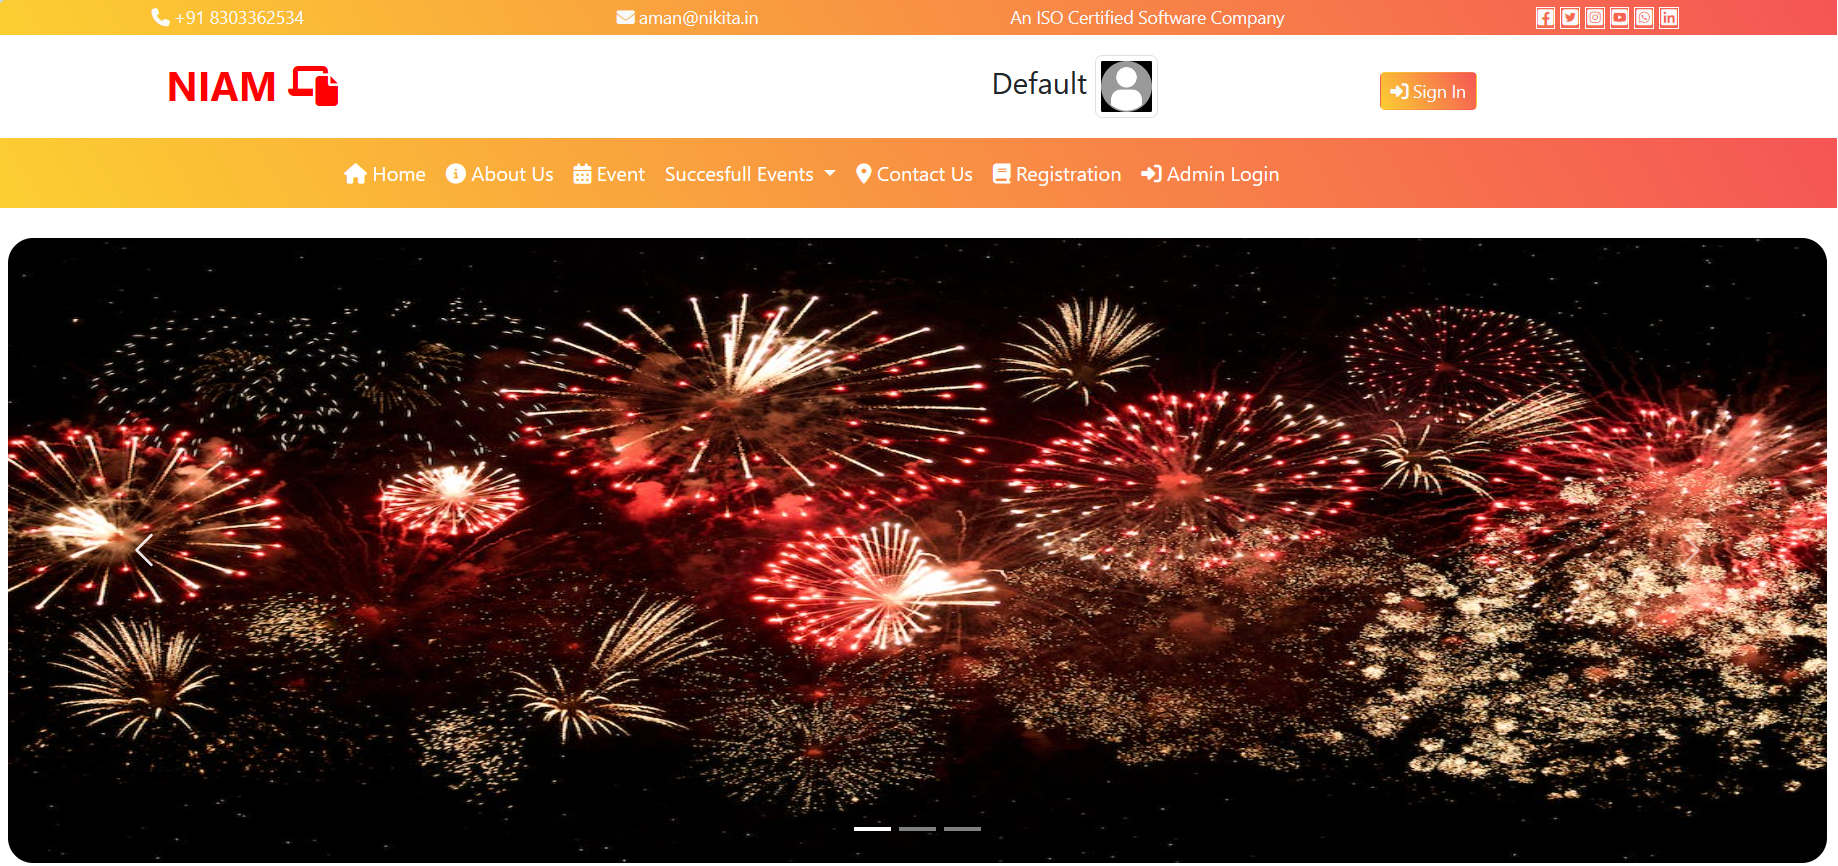 +91 8303362534
aman@nikita.in
An ISO Certified Software Company
NIAM
Default
Sign In
Home
About Us
Event
Succesfull Events
Contact Us
Registration
Admin Login